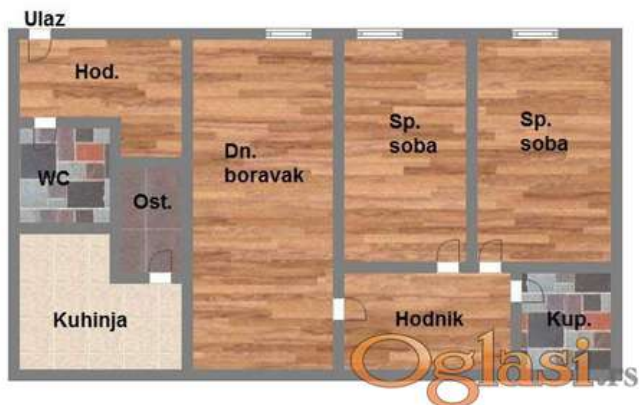 Ulaz
Hod.
Sp.
soba
Sp.
soba
Dn.
boravak
WC
Ost.
Kuhinja
Hodnik
Kup.
Oglasi.rs